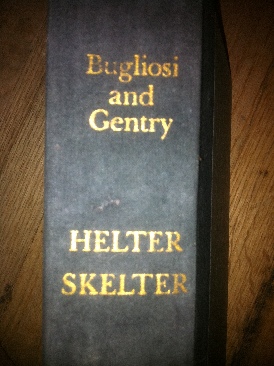 Bugliosi
and
Gentry
HELTER
SKELTER